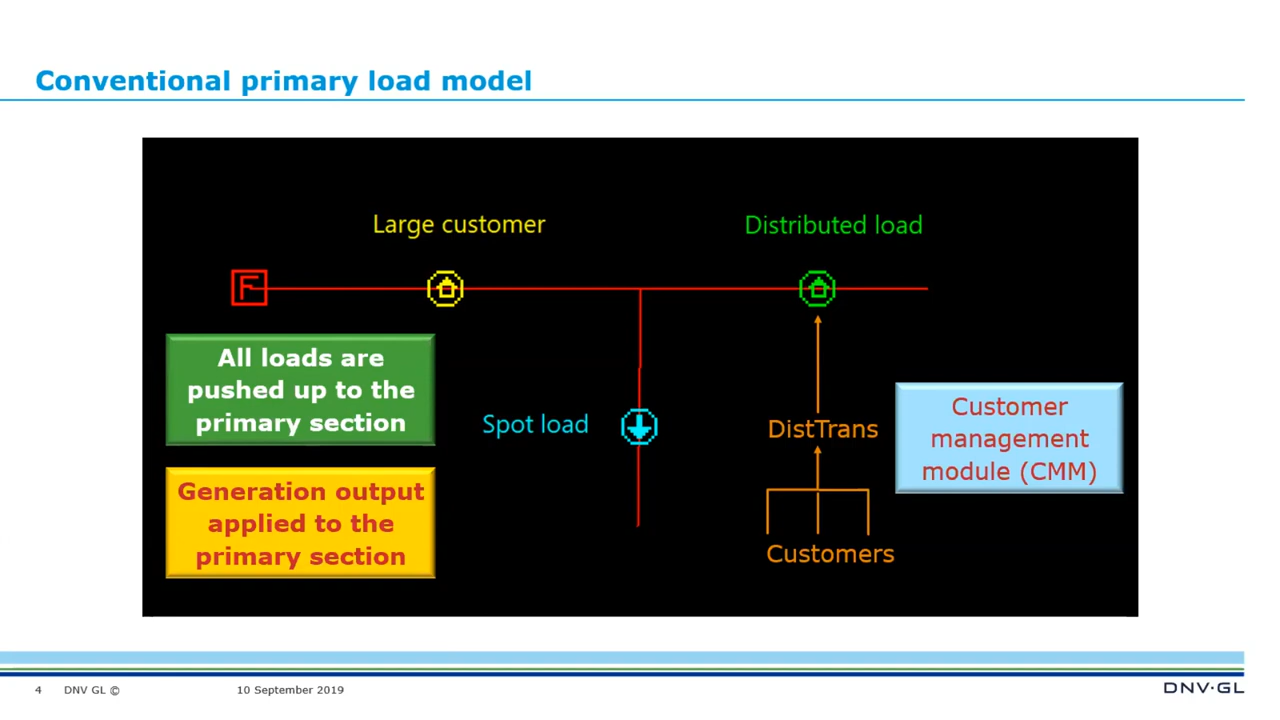 Conventional primary load model
Large customer
Distributed load
F
All loads are
pushed up to the
primary section
Spot load
DistTrans
Customer
management
module (CMM)
Generation output
applied to the
primary section
Customers
4 DNV GL © 10 September 2019
DNV·GL